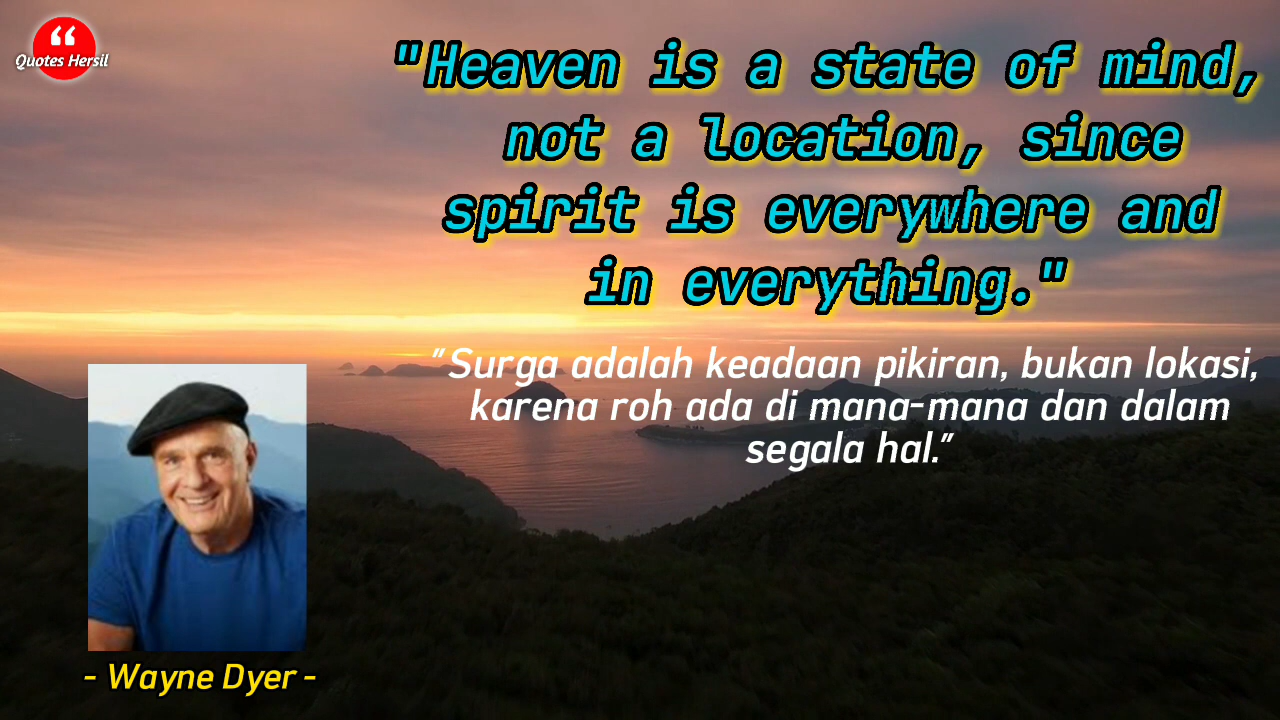 “
Quotes Hersil
"Heaven is a state of mind,
not a location, since
spirit is everywhere and
in everything."
"Surga adalah keadaan pikiran, bukan lokasi,
karena roh ada di mana-mana dan dalam
segala hal."
- Wayne Dyer -